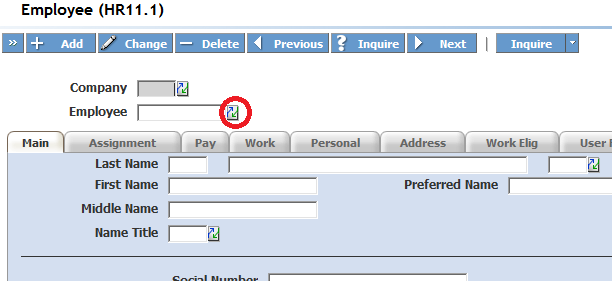 Employee (HR11.1)
» + Add Change — Delete Previous ? Inquire Next | Inquire
Company
Employee
Main Assignment Pay Work Personal Address Work Elig User
Last Name
First Name Preferred Name
Middle Name
Name Title
Social Number